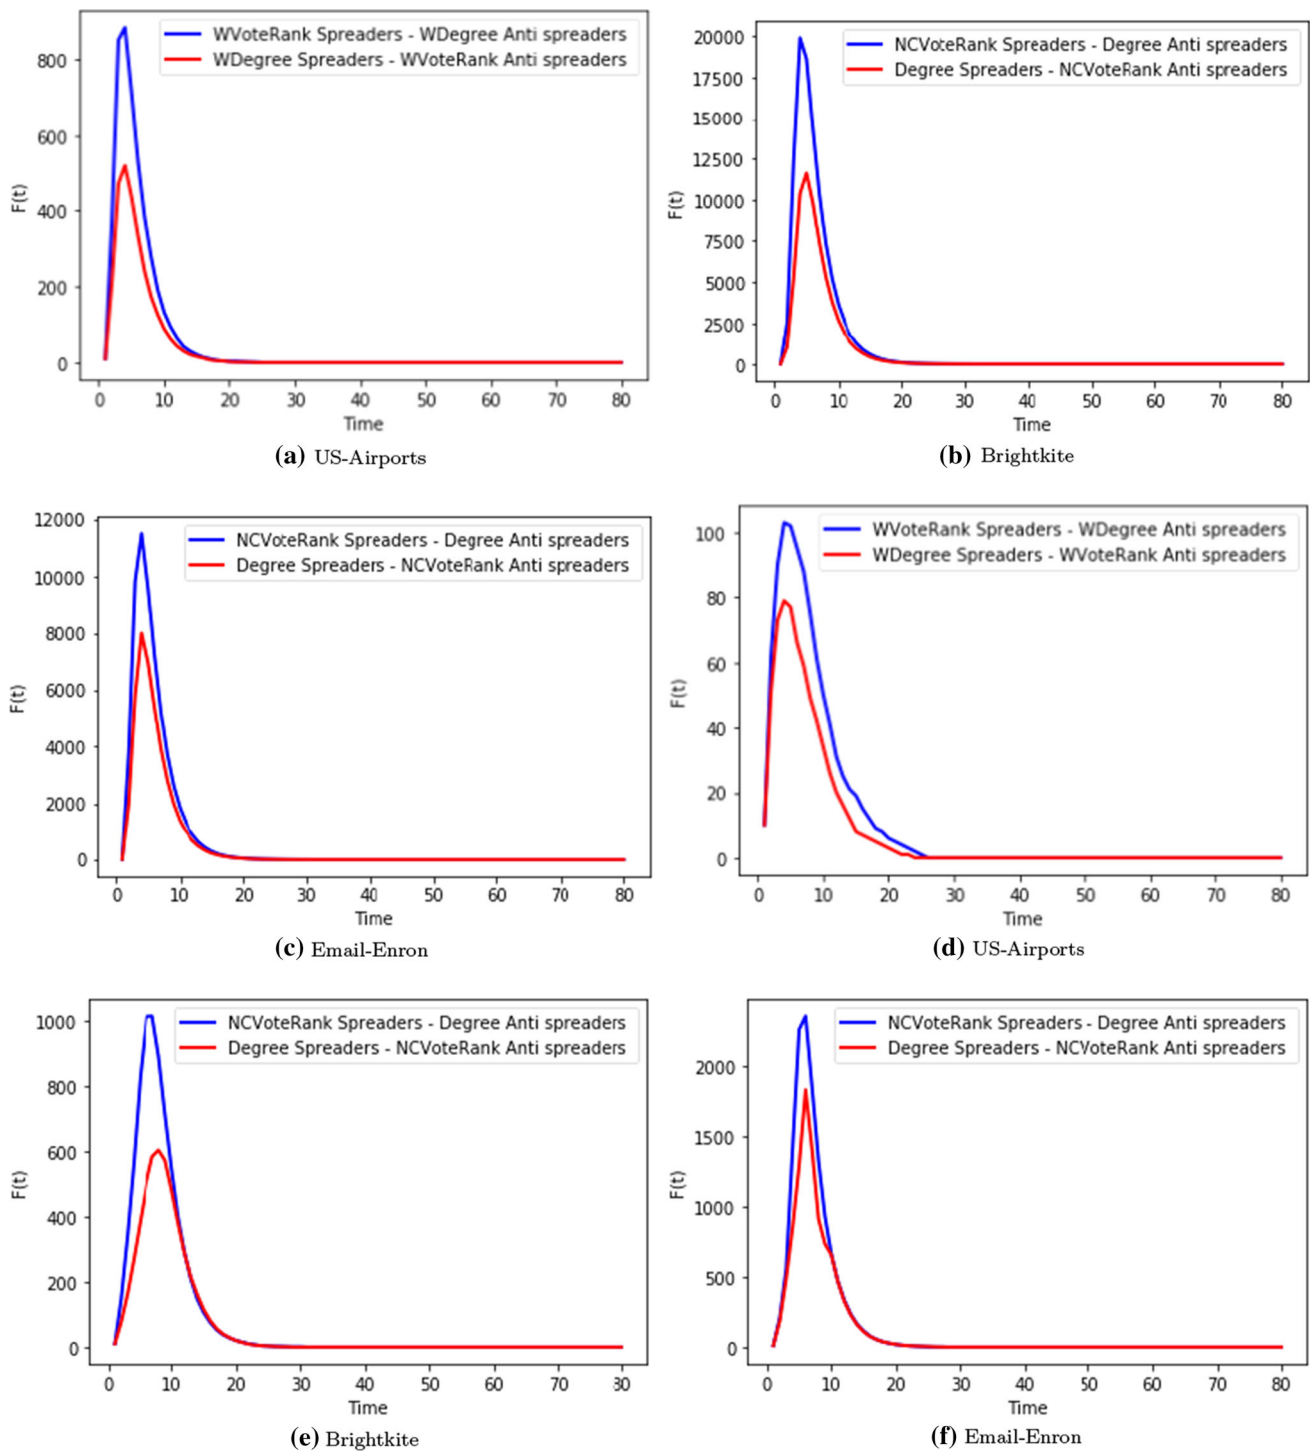 WVoteRank Spreaders - WDegree Anti spreaders
WDegree Spreaders - WVoteRank Anti spreaders
800
600
400
200
0
F(t)
0 10 20 30 40 50 60 70 80
Time
(a) US-Airports
NCVoteRank Spreaders - Degree Anti spreaders
Degree Spreaders - NCVoteRank Anti spreaders
20000
17500
15000
12500
10000
7500
5000
2500
0
F(t)
0 10 20 30 40 50 60 70 80
Time
(b) Brightkite
NCVoteRank Spreaders - Degree Anti spreaders
Degree Spreaders - NCVoteRank Anti spreaders
12000
10000
8000
6000
4000
2000
0
F(t)
0 10 20 30 40 50 60 70 80
Time
(c) Email-Enron
WVoteRank Spreaders - WDegree Anti spreaders
WDegree Spreaders - WVoteRank Anti spreaders
100
80
60
40
20
0
F(t)
0 10 20 30 40 50 60 70 80
Time
(d) US-Airports
NCVoteRank Spreaders - Degree Anti spreaders
Degree Spreaders - NCVoteRank Anti spreaders
1000
800
600
400
200
0
F(t)
0 10 20 30 40 50 60 70 80
Time
(e) Brightkite
NCVoteRank Spreaders - Degree Anti spreaders
Degree Spreaders - NCVoteRank Anti spreaders
2000
1500
1000
500
0
F(t)
0 10 20 30 40 50 60 70 80
Time
(f) Email-Enron